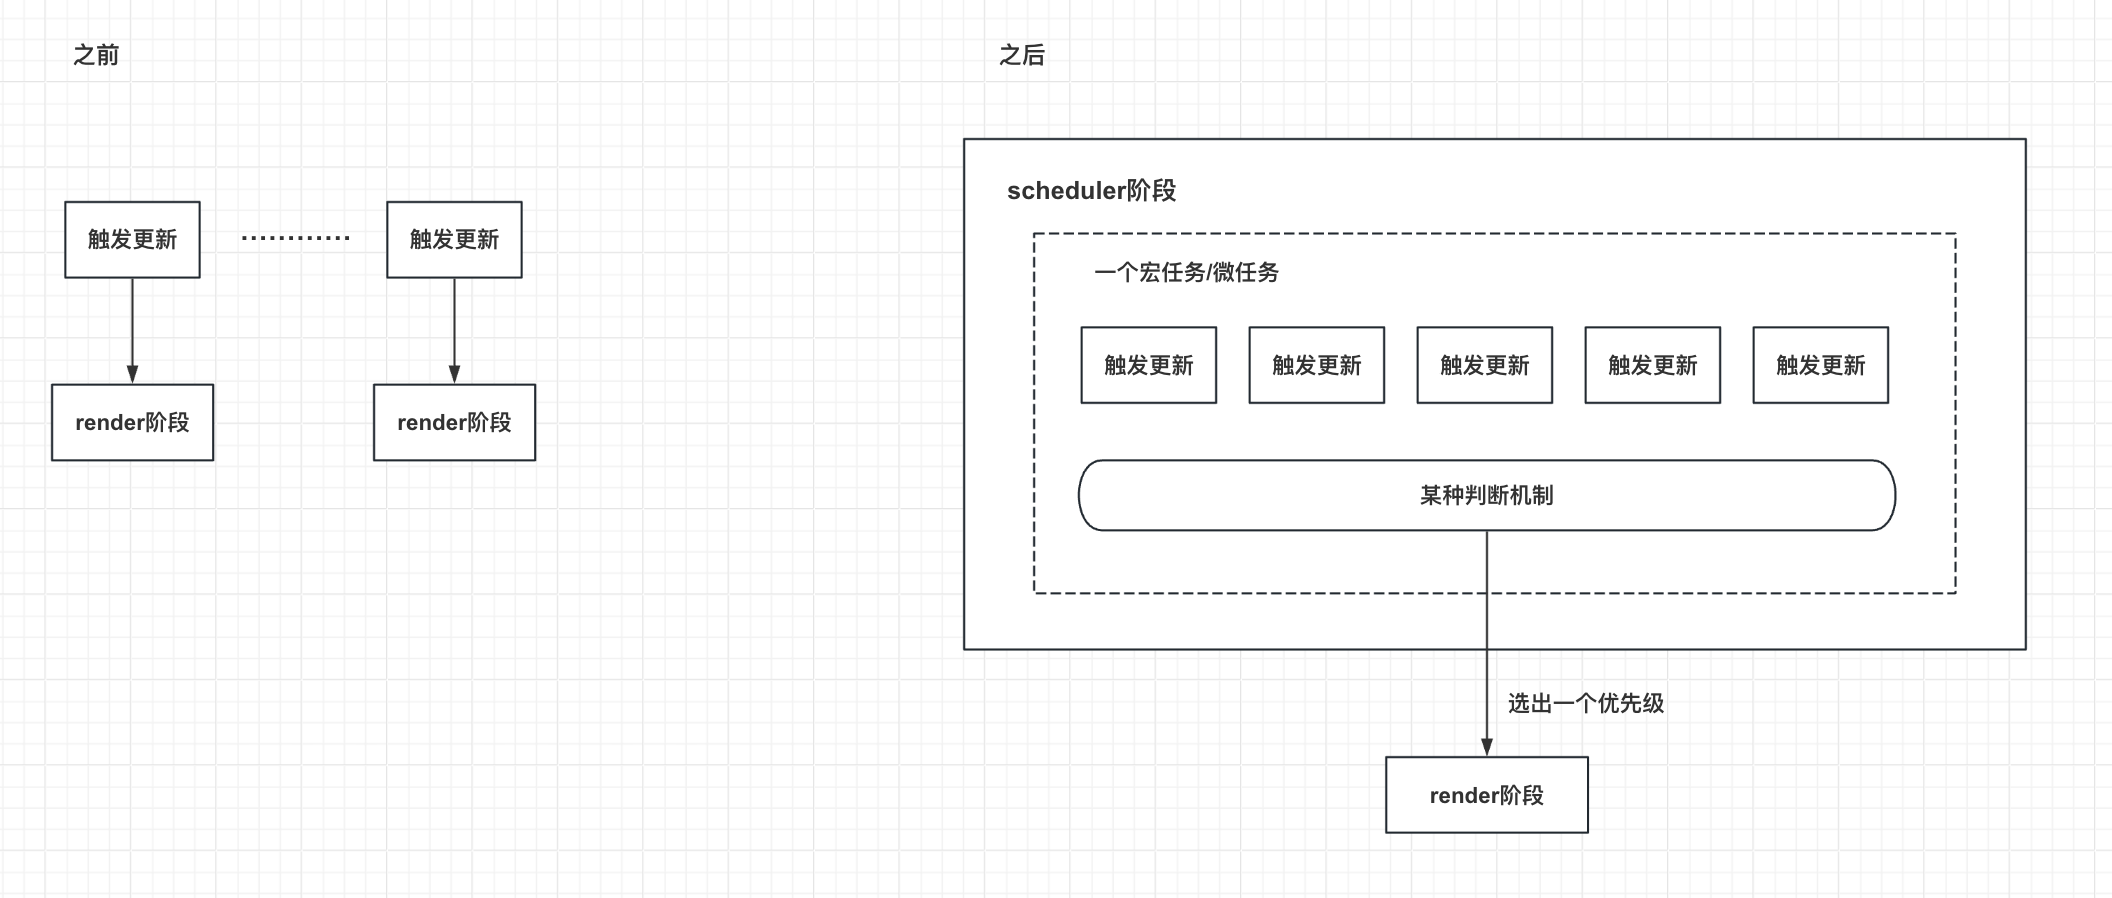 之前
触发更新
触发更新
render阶段
render阶段
之后
scheduler阶段
一个宏任务/微任务
触发更新
触发更新
触发更新
触发更新
触发更新
某种判断机制
选出一个优先级
render阶段